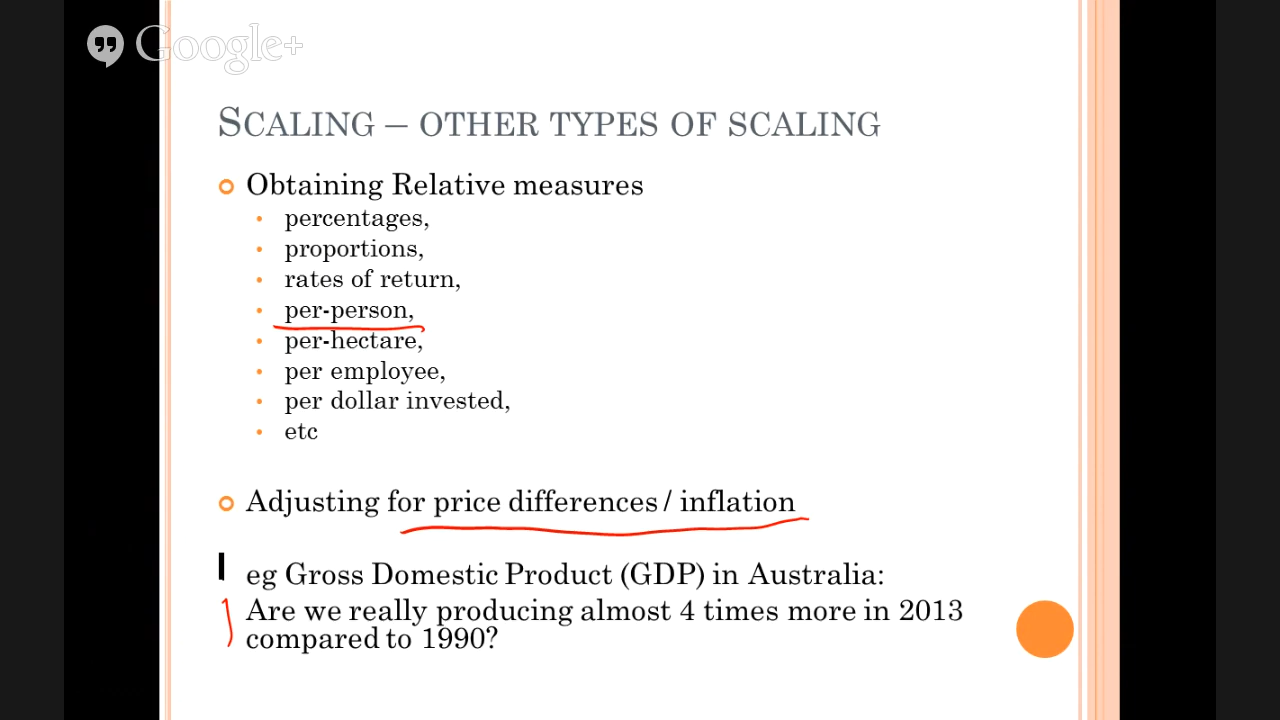 Google+
SCALING – OTHER TYPES OF SCALING
Obtaining Relative measures
percentages,
proportions,
rates of return,
per-person,
per-hectare,
per employee,
per dollar invested,
etc
Adjusting for price differences / inflation
eg Gross Domestic Product (GDP) in Australia:
Are we really producing almost 4 times more in 2013
compared to 1990?